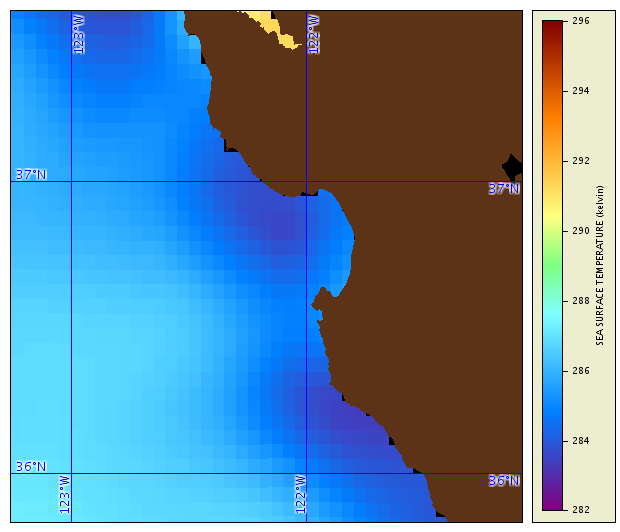 123°W
122°W
37°N
37°N
36°N
36°N
123°W
122°W
296
294
292
290
288
286
284
282
SEA SURFACE TEMPERATURE (kelvin)